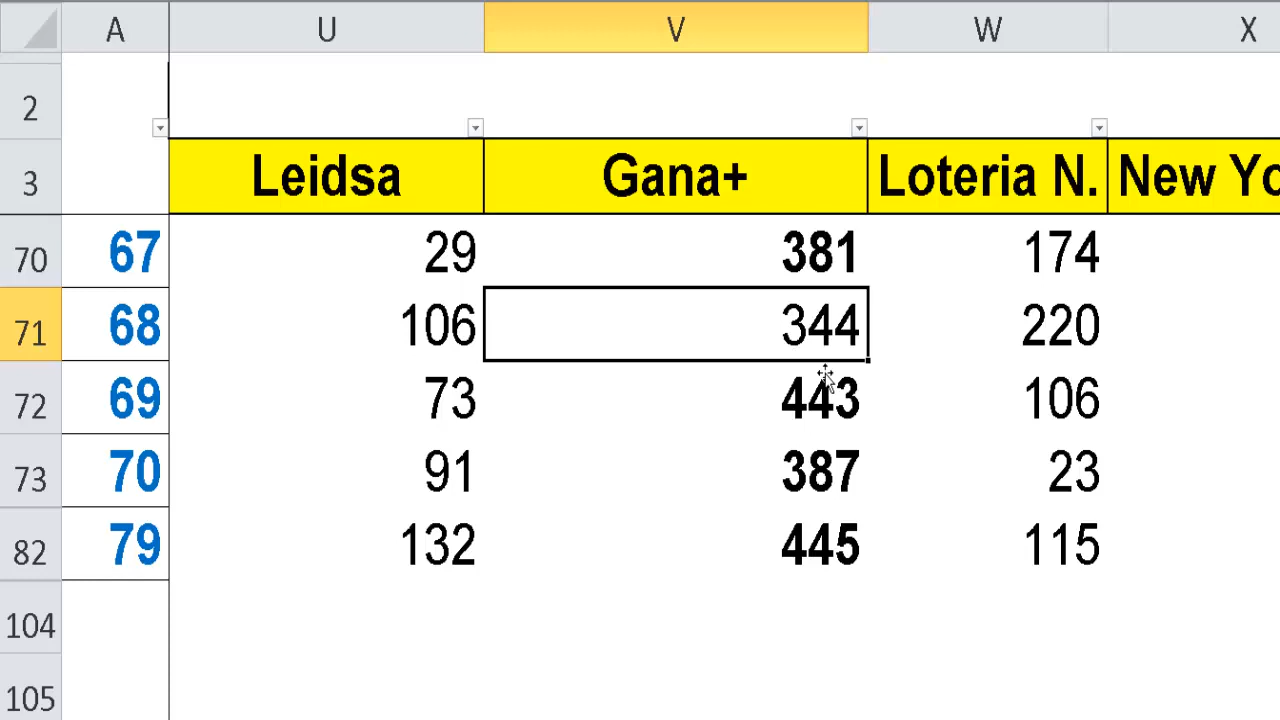 A U V W X
2
3 Leidsa Gana+ Loteria N. New Yo
70 67 29 381 174
71 68 106 344 220
72 69 73 443 106
73 70 91 387 23
82 79 132 445 115
104
105